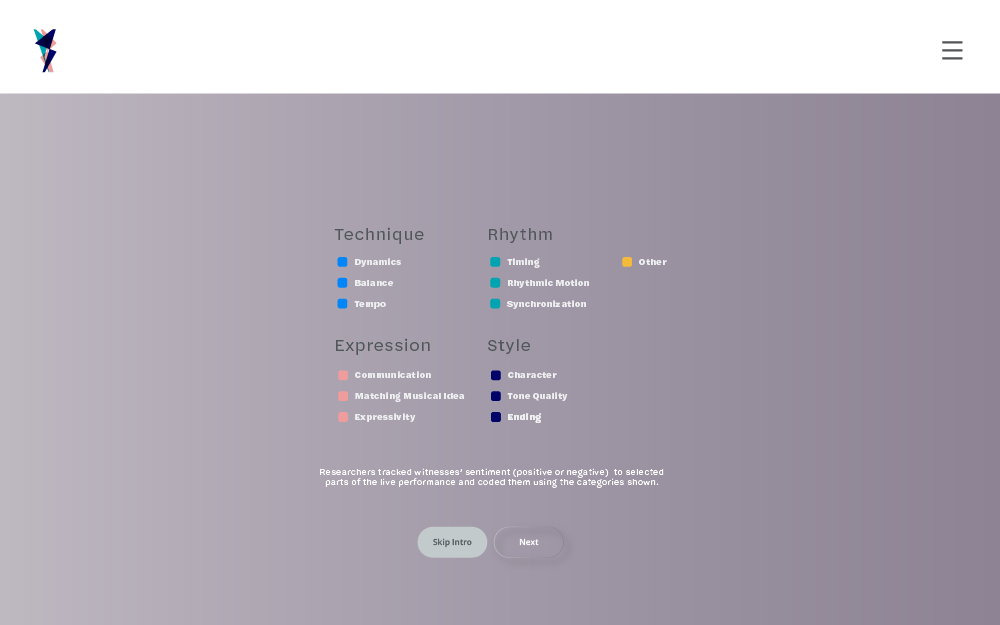 Technique
Dynamics
Balance
Tempo
Rhythm
Timing
Rhythmic Motion
Synchronization
Other
Expression
Communication
Matching Musical Idea
Expressivity
Style
Character
Tone Quality
Ending
Researchers tracked witnesses' sentiment (positive or negative) to selected
parts of the live performance and coded them using the categories shown.
Skip Intro
Next